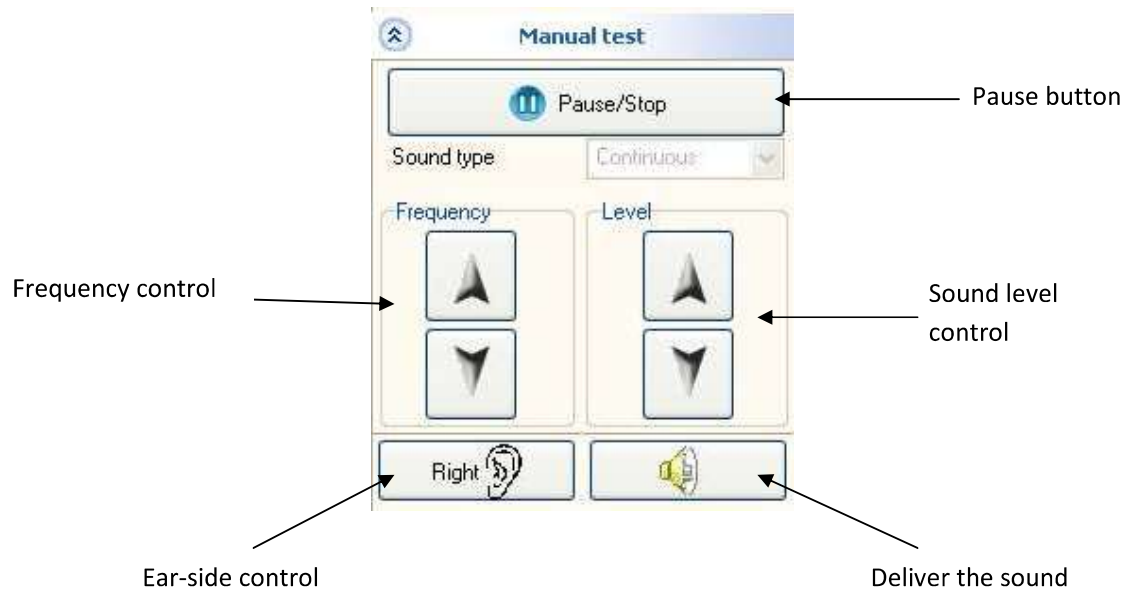 Manual test
Pause/Stop
Pause button
Sound type
Continuous
Frequency
Level
Frequency control
Sound level
control
Right
Ear-side control
Deliver the sound